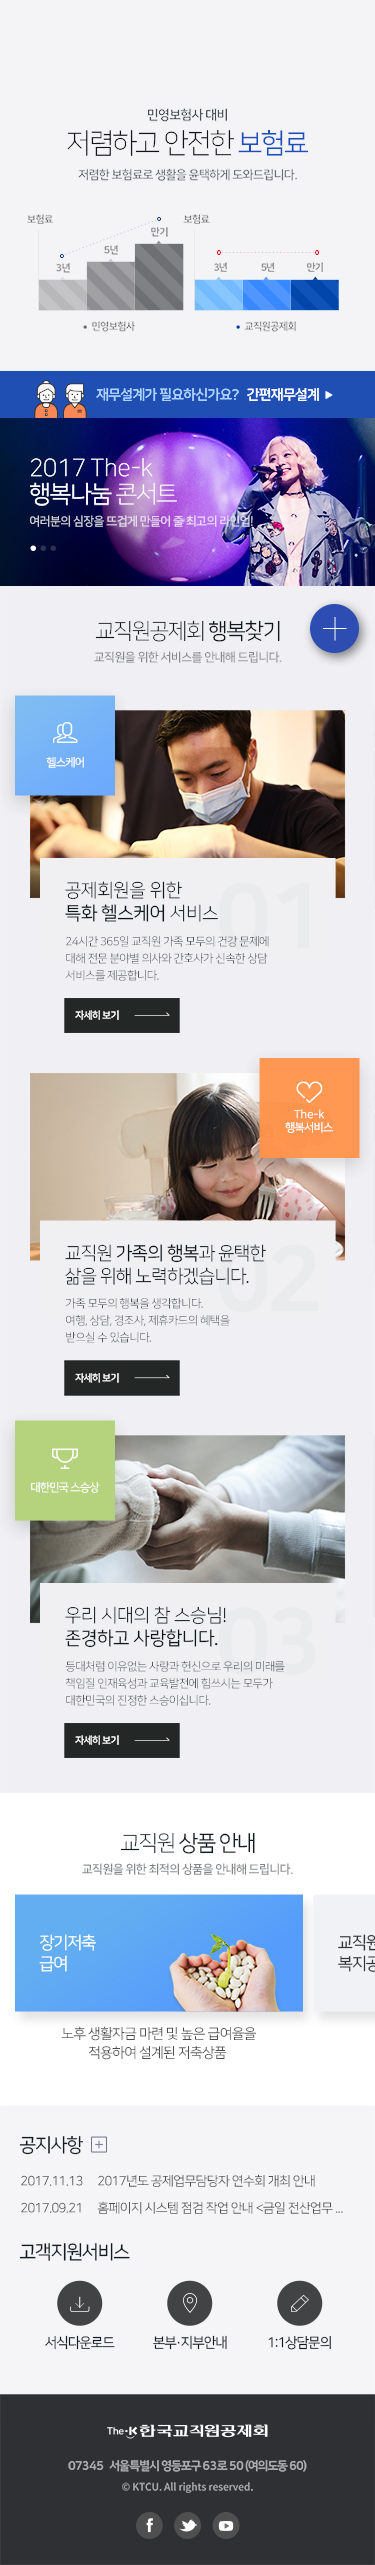 민영보험사 대비
저렴하고 안전한 보험료
저렴한 보험료로 생활을 윤택하게 도와드립니다.
보험료
3년
5년
만기
민영보험사
보험료
3년
5년
만기
교직원공제회
재무설계가 필요하신가요? 간편재무설계 ▶
2017 The-k
행복나눔 콘서트
여러분의 심장을 뜨겁게 만들어 줄 최고의 라인업!
교직원공제회 행복찾기
교직원을 위한 서비스를 안내해 드립니다.
헬스케어
01
공제회원을 위한
특화 헬스케어 서비스
24시간 365일 교직원 가족 모두의 건강 문제에
대해 전문 분야별 의사와 간호사가 신속한 상담
서비스를 제공합니다.
자세히 보기
The-k
행복서비스
02
교직원 가족의 행복과 윤택한
삶을 위해 노력하겠습니다.
가족 모두의 행복을 생각합니다.
여행, 상담, 경조사, 제휴카드의 혜택을
받으실 수 있습니다.
자세히 보기
대한민국 스승상
03
우리 시대의 참 스승님!
존경하고 사랑합니다.
등대처럼 이유없는 사랑과 헌신으로 우리의 미래를
책임질 인재육성과 교육발전에 힘쓰시는 모두가
대한민국의 진정한 스승이십니다.
자세히 보기
교직원 상품 안내
교직원을 위한 최적의 상품을 안내해 드립니다.
장기저축
급여
교직원
복지공
노후 생활자금 마련 및 높은 급여율을
적용하여 설계된 저축상품
공지사항
2017.11.13 2017년도 공제업무담당자 연수회 개최 안내
2017.09.21 홈페이지 시스템 점검 작업 안내 <금일 전산업무 ...
고객지원서비스
서식다운로드
본부·지부안내
1:1상담문의
The-K 한국교직원공제회
07345 서울특별시 영등포구 63로 50 (여의도동 60)
© KTCU. All rights reserved.